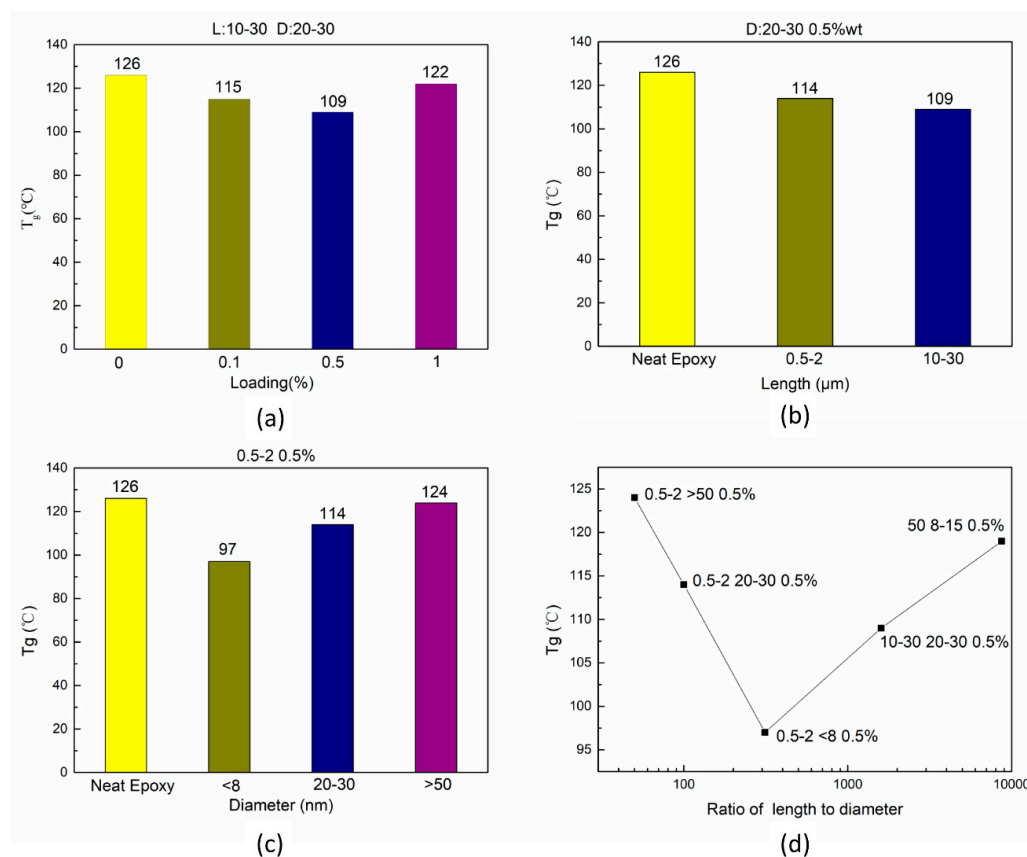 L:10-30 D:20-30
140
120
100
80
60
40
20
0
Tg(℃)
126
115
109
122
0 0.1 0.5 1
Loading(%)
(a)
D:20-30 0.5%wt
140
120
100
80
60
40
20
0
Tg (℃)
126
114
109
Neat Epoxy 0.5-2 10-30
Length (μm)
(b)
0.5-2 0.5%
140
120
100
80
60
40
20
0
Tg (℃)
126
97
114
124
Neat Epoxy <8 20-30 >50
Diameter (nm)
(c)
125
120
115
110
105
100
95
Tg (℃)
0.5-2 >50 0.5%
50 8-15 0.5%
0.5-2 20-30 0.5%
10-30 20-30 0.5%
0.5-2 <8 0.5%
100 1000 10000
Ratio of length to diameter
(d)